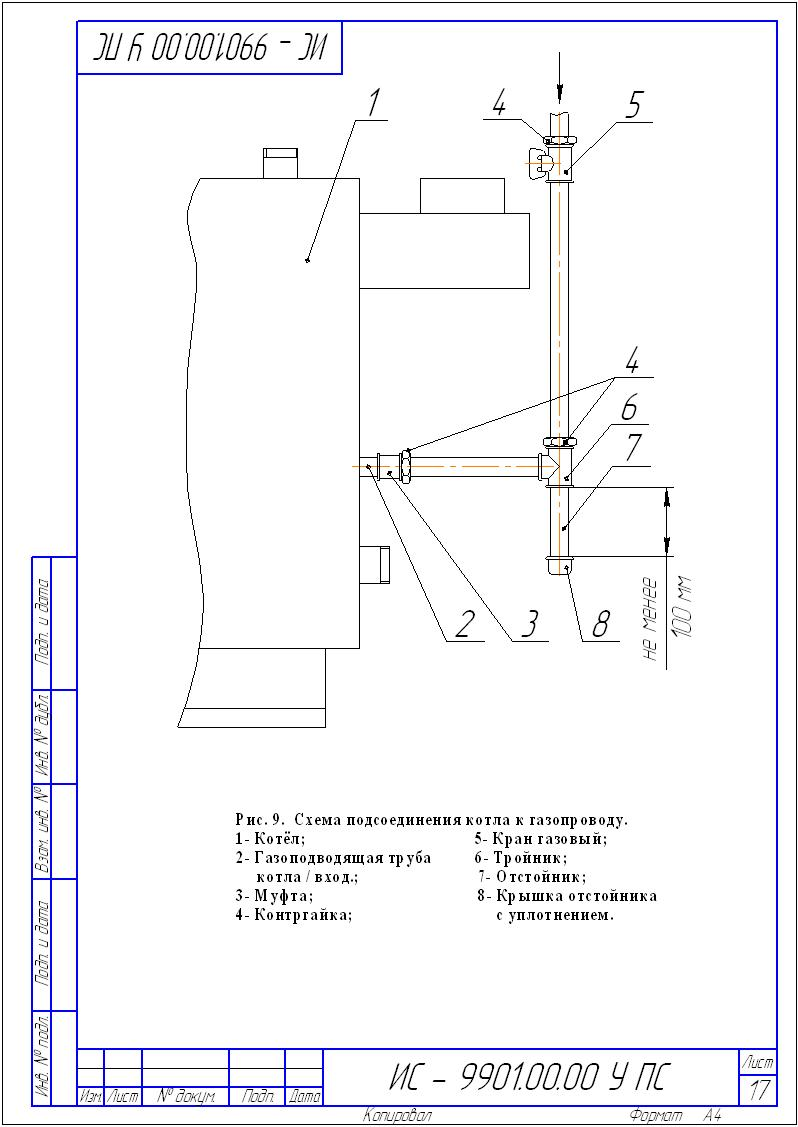 ИС - 9901.00.00 У ПС
1
4
5
4
6
7
2
3
8
не менее
100 мм
Рис. 9. Схема подсоединения котла к газопроводу.
1- Котёл;
2- Газоподводящая труба
котла / вход.;
3- Муфта;
4- Контргайка;
5- Кран газовый;
6- Тройник;
7- Отстойник;
8- Крышка отстойника
с уплотнением.
Подп. и дата
Инв. № дубл.
Взам. инв. №
Подп. и дата
Инв. № подл.
Изм. Лист № докум. Подп. Дата
ИС - 9901.00.00 У ПС
Лист
17
Копировал
Формат А4